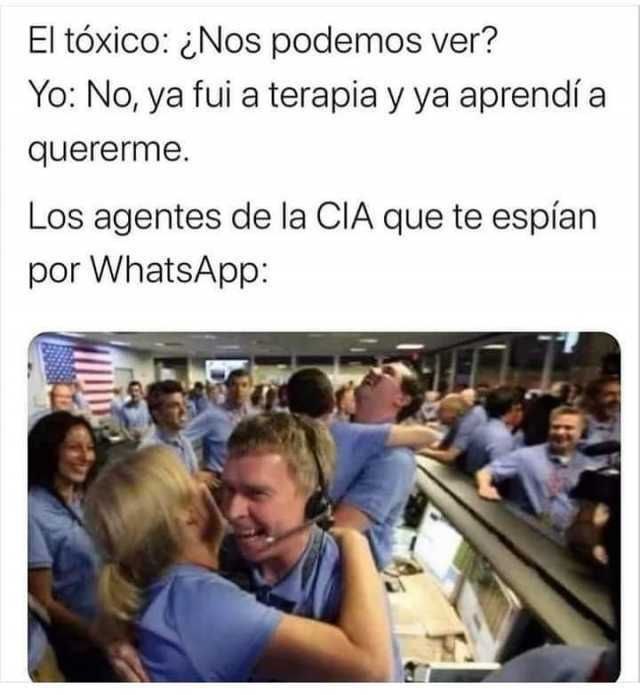 El tóxico: ¿Nos podemos ver?
Yo: No, ya fui a terapia y ya aprendí a
quererme.
Los agentes de la CIA que te espían
por WhatsApp: